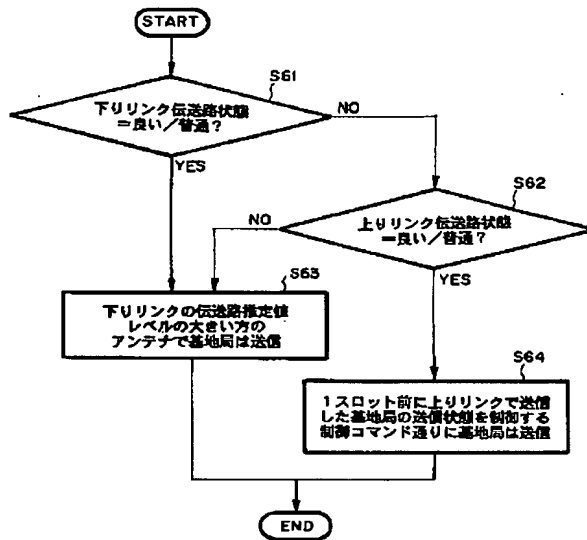 START
S61
下りリンク伝送路状態
=良い/普通?
NO
YES
S62
上りリンク伝送路状態
=良い/普通?
NO
YES
S63
下りリンクの伝送路推定値
レベルの大きい方の
アンテナで基地局は送信
S64
1スロット前に上りリンクで送信
した基地局の送信状態を制御する
制御コマンド通りに基地局は送信
END